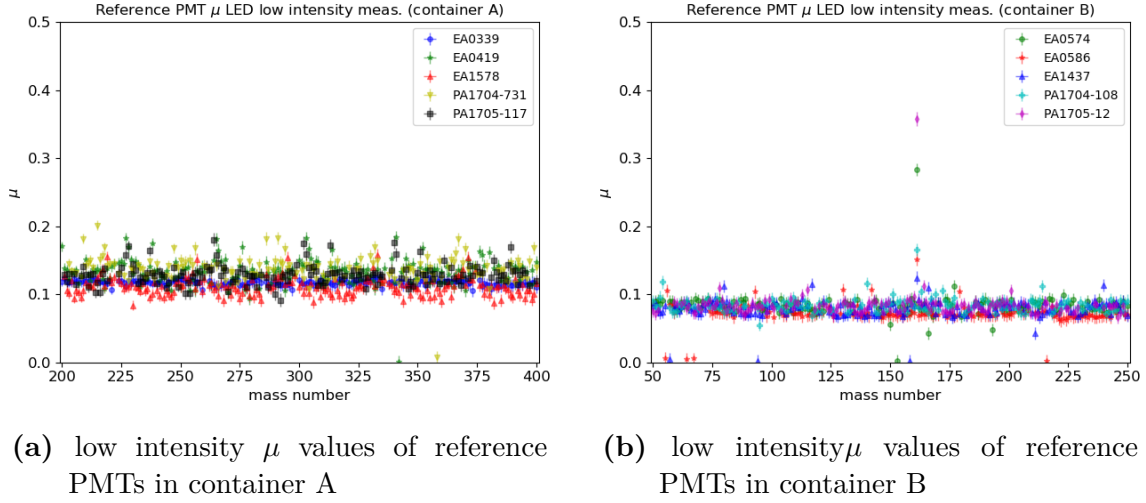 Reference PMT μ LED low intensity meas. (container A)
0.5
0.4
0.3
0.2
0.1
0.0
μ
EA0339
EA0419
EA1578
PA1704-731
PA1705-117
200 225 250 275 300 325 350 375 400
mass number
Reference PMT μ LED low intensity meas. (container B)
0.5
0.4
0.3
0.2
0.1
0.0
μ
EA0574
EA0586
EA1437
PA1704-108
PA1705-12
50 75 100 125 150 175 200 225 250
mass number
(a) low intensity μ values of reference
PMTs in container A
(b) low intensityμ values of reference
PMTs in container B